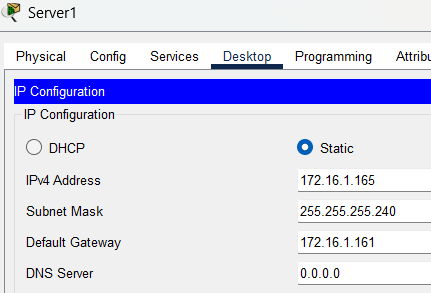 Server1
Physical Config Services Desktop Programming Attribu
IP Configuration
IP Configuration
DHCP Static
IPv4 Address 172.16.1.165
Subnet Mask 255.255.255.240
Default Gateway 172.16.1.161
DNS Server 0.0.0.0